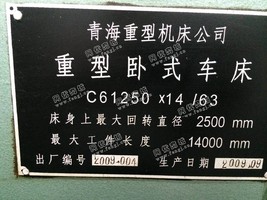 青海重型机床公司
重型卧式车床
C61250 x14/63
床身上最大回转直径 2500 mm
最大工件长度 14000 mm
出厂编号 2009.004 生产日期 2009.09